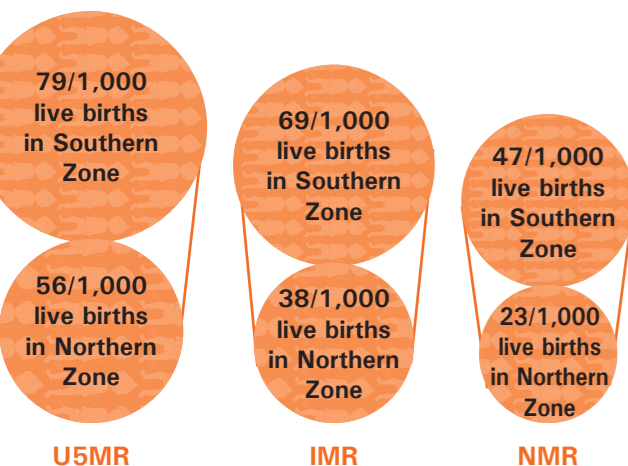 79/1,000
live births
in Southern
Zone
56/1,000
live births
in Northern
Zone
U5MR
69/1,000
live births
in Southern
Zone
38/1,000
live births
in Northern
Zone
IMR
47/1,000
live births
in Southern
Zone
23/1,000
live births
in Northern
Zone
NMR